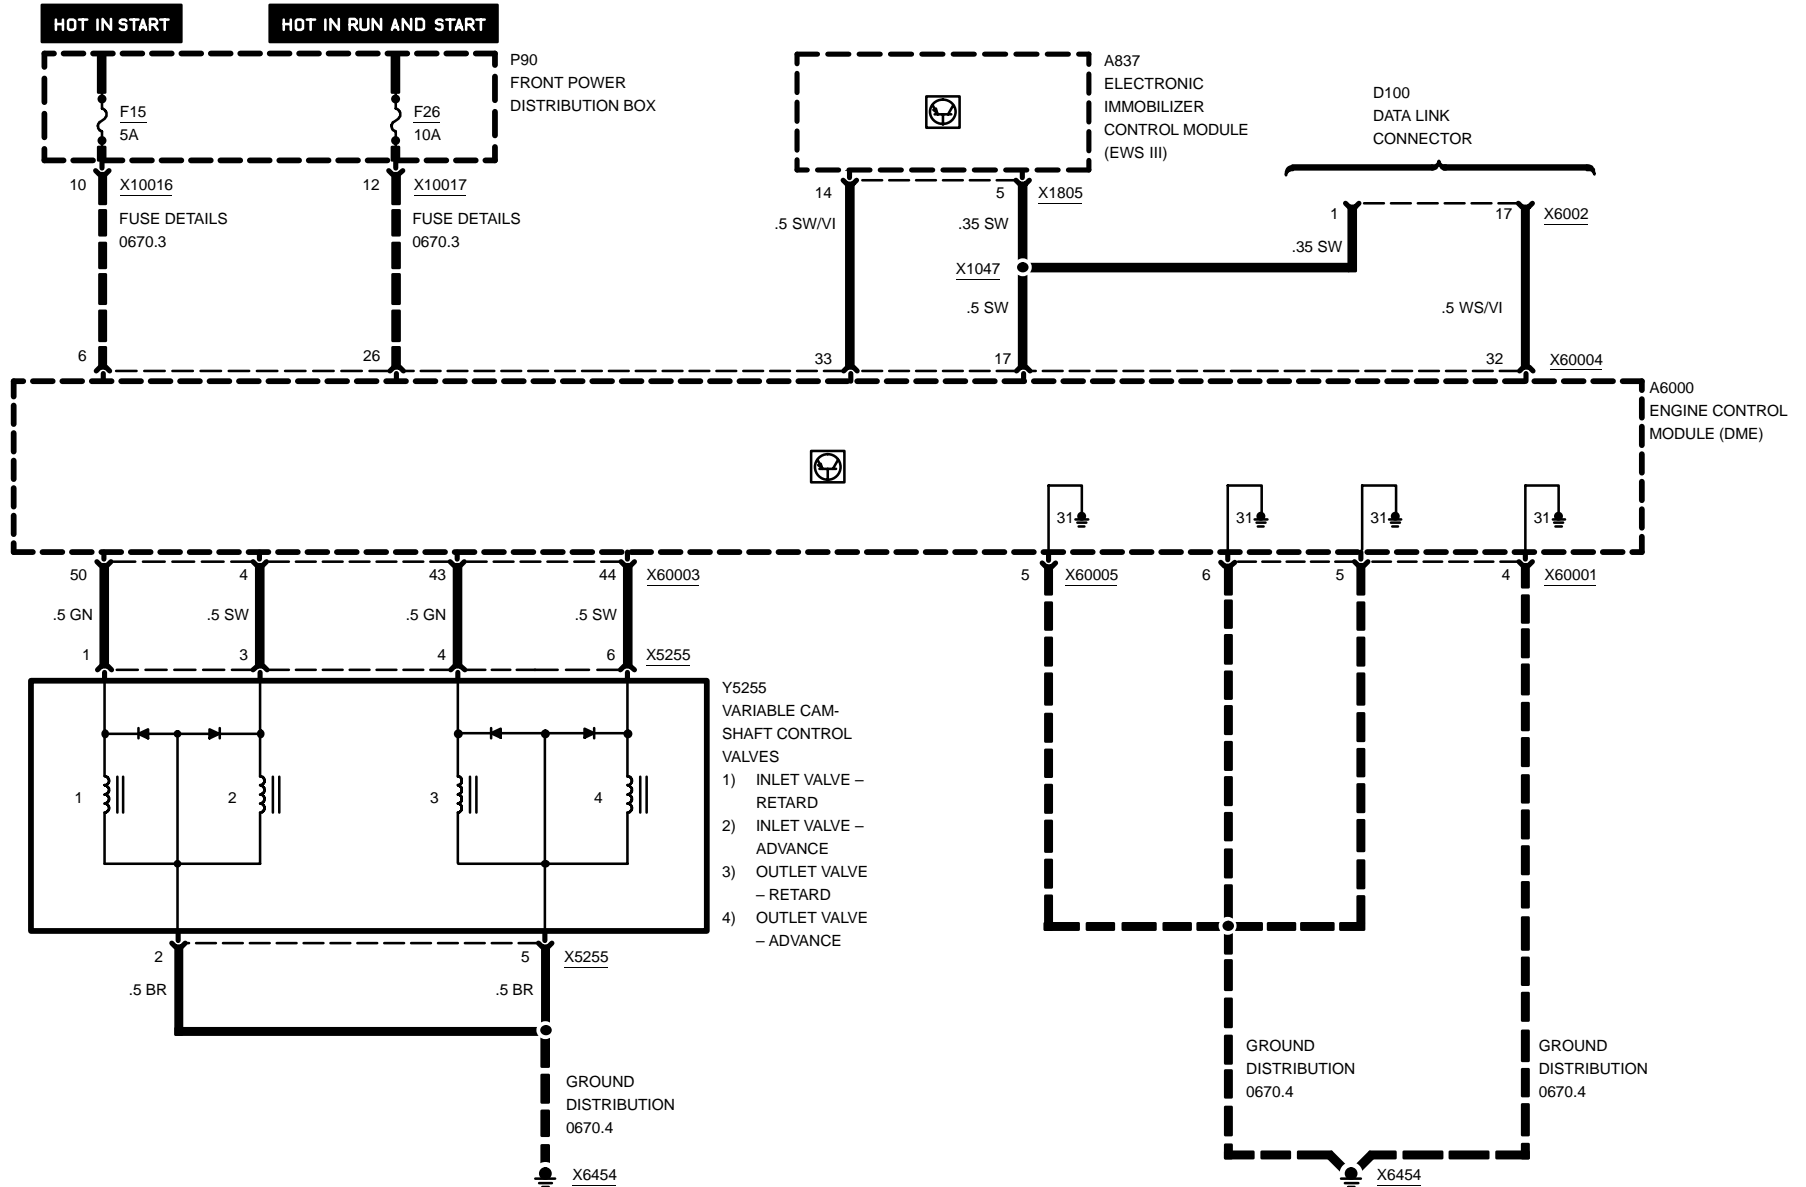 HOT IN START
HOT IN RUN AND START
P90
FRONT POWER
DISTRIBUTION BOX
F15
5A
F26
10A
10
X10016
FUSE DETAILS
0670.3
12
X10017
FUSE DETAILS
0670.3
A837
ELECTRONIC
IMMOBILIZER
CONTROL MODULE
(EWS III)
D100
DATA LINK
CONNECTOR
14
5
X1805
.5 SW/VI
.35 SW
1
17
X6002
.35 SW
X1047
.5 SW
.5 WS/VI
6
26
33
17
32
X60004
A6000
ENGINE CONTROL
MODULE (DME)
31
31
31
31
50
4
43
44
X60003
5
X60005
6
5
4
X60001
.5 GN
.5 SW
.5 GN
.5 SW
1
3
4
6
X5255
Y5255
VARIABLE CAM-
SHAFT CONTROL
VALVES
1) INLET VALVE –
RETARD
2) INLET VALVE –
ADVANCE
3) OUTLET VALVE
– RETARD
4) OUTLET VALVE
– ADVANCE
1
2
3
4
2
5
X5255
.5 BR
.5 BR
GROUND
DISTRIBUTION
0670.4
X6454
GROUND
DISTRIBUTION
0670.4
GROUND
DISTRIBUTION
0670.4
X6454